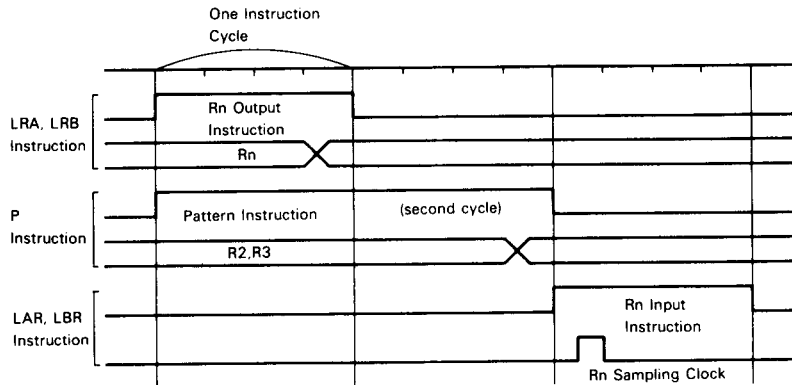 One Instruction
Cycle
LRA, LRB
Instruction
Rn Output
Instruction
Rn
P
Instruction
Pattern Instruction
(second cycle)
R2,R3
LAR, LBR
Instruction
Rn Input
Instruction
Rn Sampling Clock